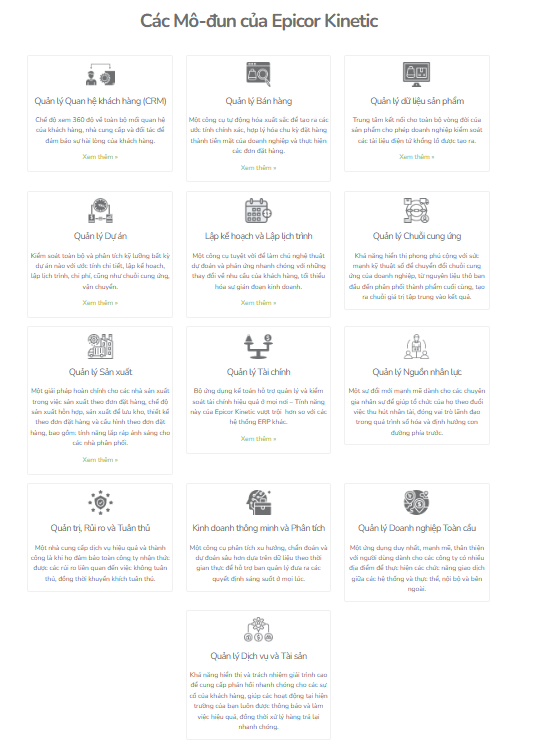 Các Mô-đun của Epicor Kinetic
Quản lý Quan hệ khách hàng (CRM)
Chế độ xem 360 độ về toàn bộ mối quan hệ
của khách hàng, nhà cung cấp và đối tác để
đảm bảo sự hài lòng của khách hàng.
Xem thêm »
Quản lý Bán hàng
Một công cụ tự động hóa xuất sắc để tạo ra các
ước tính chính xác, hợp lý hóa chu kỳ đặt hàng
thành tiền mặt của doanh nghiệp và thực hiện
các đơn đặt hàng.
Xem thêm »
Quản lý dữ liệu sản phẩm
Trung tâm kết nối cho toàn bộ vòng đời của
sản phẩm cho phép doanh nghiệp kiểm soát
các tài liệu điện tử khổng lồ được tạo ra.
Xem thêm »
Quản lý Dự án
Kiểm soát toàn bộ và phân tích kỹ lưỡng bất kỳ
dự án nào với ước tính chi tiết, lập kế hoạch,
lập lịch trình, chi phí, cũng như chuỗi cung ứng,
vận chuyển.
Xem thêm »
Lập kế hoạch và Lập lịch trình
Một công cụ tuyệt vời để làm chủ nghệ thuật
dự đoán và phản ứng nhanh chóng với những
thay đổi về nhu cầu của khách hàng, tối thiểu
hóa sự gián đoạn kinh doanh.
Xem thêm »
Quản lý Chuỗi cung ứng
Khả năng hiển thị phong phú cộng với sức
mạnh kỹ thuật số để chuyển đổi chuỗi cung
ứng của doanh nghiệp, từ nguyên liệu thô ban
đầu đến phân phối thành phẩm cuối cùng, tạo
ra chuỗi giá trị tập trung vào kết quả.
Quản lý Sản xuất
Một giải pháp hoàn chỉnh cho các nhà sản xuất
trong việc sản xuất theo đơn đặt hàng, chế độ
sản xuất hỗn hợp, sản xuất để lưu kho, thiết kế
theo đơn đặt hàng và cấu hình theo đơn đặt
hàng, bao gồm: tính năng lắp ráp ánh sáng cho
các nhà phân phối.
Xem thêm »
Quản lý Tài chính
Bộ ứng dụng kế toán hỗ trợ quản lý và kiểm
soát tài chính hiệu quả ở mọi nơi – Tính năng
này của Epicor Kinetic vượt trội hơn so với các
hệ thống ERP khác.
Xem thêm »
Quản lý Nguồn nhân lực
Một sự đổi mới mạnh mẽ dành cho các chuyên
gia nhân sự để giúp tổ chức của họ theo đuổi
việc thu hút nhân tài, đóng vai trò lãnh đạo
trong quá trình số hóa và định hướng con
đường phía trước.
Quản trị, Rủi ro và Tuân thủ
Một nhà cung cấp dịch vụ hiệu quả và thành
công là khi họ đảm bảo toàn công ty nhận thức
được các rủi ro liên quan đến việc không tuân
thủ, đồng thời khuyến khích tuân thủ.
Kinh doanh thông minh và Phân tích
Một công cụ phân tích xu hướng, chẩn đoán và
dự đoán sâu hơn dựa trên dữ liệu theo thời
gian thực để hỗ trợ ban quản lý đưa ra các
quyết định sáng suốt ở mọi lúc.
Quản lý Doanh nghiệp Toàn cầu
Một ứng dụng duy nhất, mạnh mẽ, thân thiện
với người dùng dành cho các công ty có nhiều
địa điểm để thực hiện các chức năng giao dịch
giữa các hệ thống và thực thể, nội bộ và bên
ngoài.
Quản lý Dịch vụ và Tài sản
Khả năng hiển thị và trách nhiệm giải trình cao
để cung cấp phản hồi nhanh chóng cho các sự
cố của khách hàng, giúp các hoạt động tại hiện
trường của bạn luôn được thông báo và làm
việc hiệu quả, đồng thời xử lý hàng trả lại
nhanh chóng.